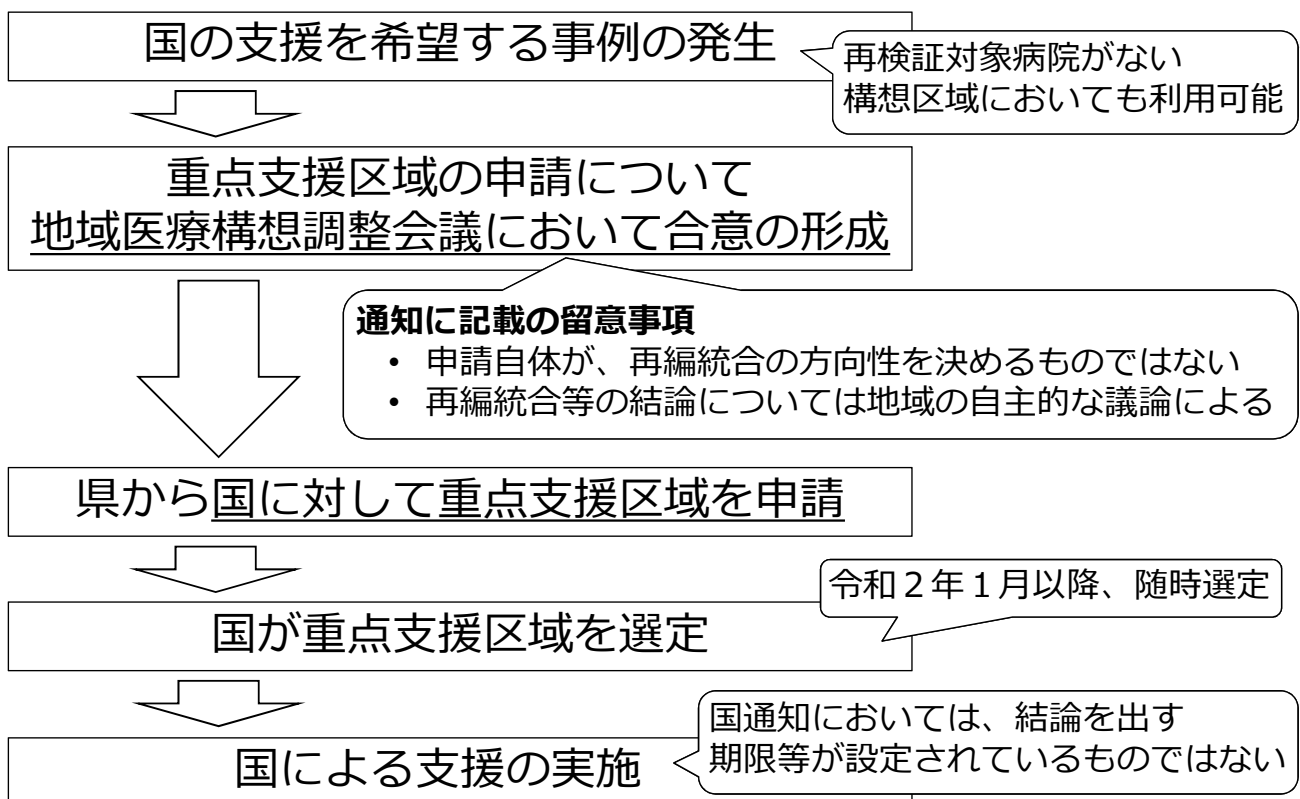 国の支援を希望する事例の発生
再検証対象病院がない
構想区域においても利用可能
重点支援区域の申請について
地域医療構想調整会議において合意の形成
通知に記載の留意事項
• 申請自体が、再編統合の方向性を決めるものではない
• 再編統合等の結論については地域の自主的な議論による
県から国に対して重点支援区域を申請
令和２年１月以降、随時選定
国が重点支援区域を選定
国通知においては、結論を出す
期限等が設定されているものではない
国による支援の実施